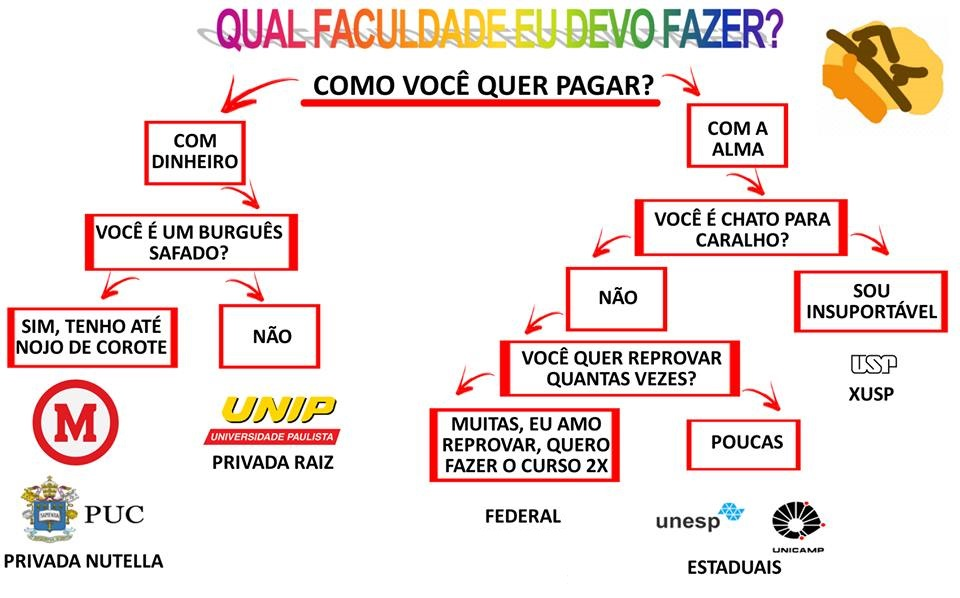 QUAL FACULDADE EU DEVO FAZER?
COMO VOCÊ QUER PAGAR?
COM
DINHEIRO
COM A
ALMA
VOCÊ É UM BURGUÊS
SAFADO?
VOCÊ É CHATO PARA
CARALHO?
SIM, TENHO ATÉ
NOJO DE COROTE
NÃO
NÃO
SOU
INSUPORTÁVEL
VOCÊ QUER REPROVAR
QUANTAS VEZES?
M
UNIP
UNIVERSIDADE PAULISTA
PRIVADA RAIZ
USP
XUSP
MUITAS, EU AMO
REPROVAR, QUERO
FAZER O CURSO 2X
POUCAS
PUC
PRIVADA NUTELLA
FEDERAL
unesp
UNICAMP
ESTADUAIS